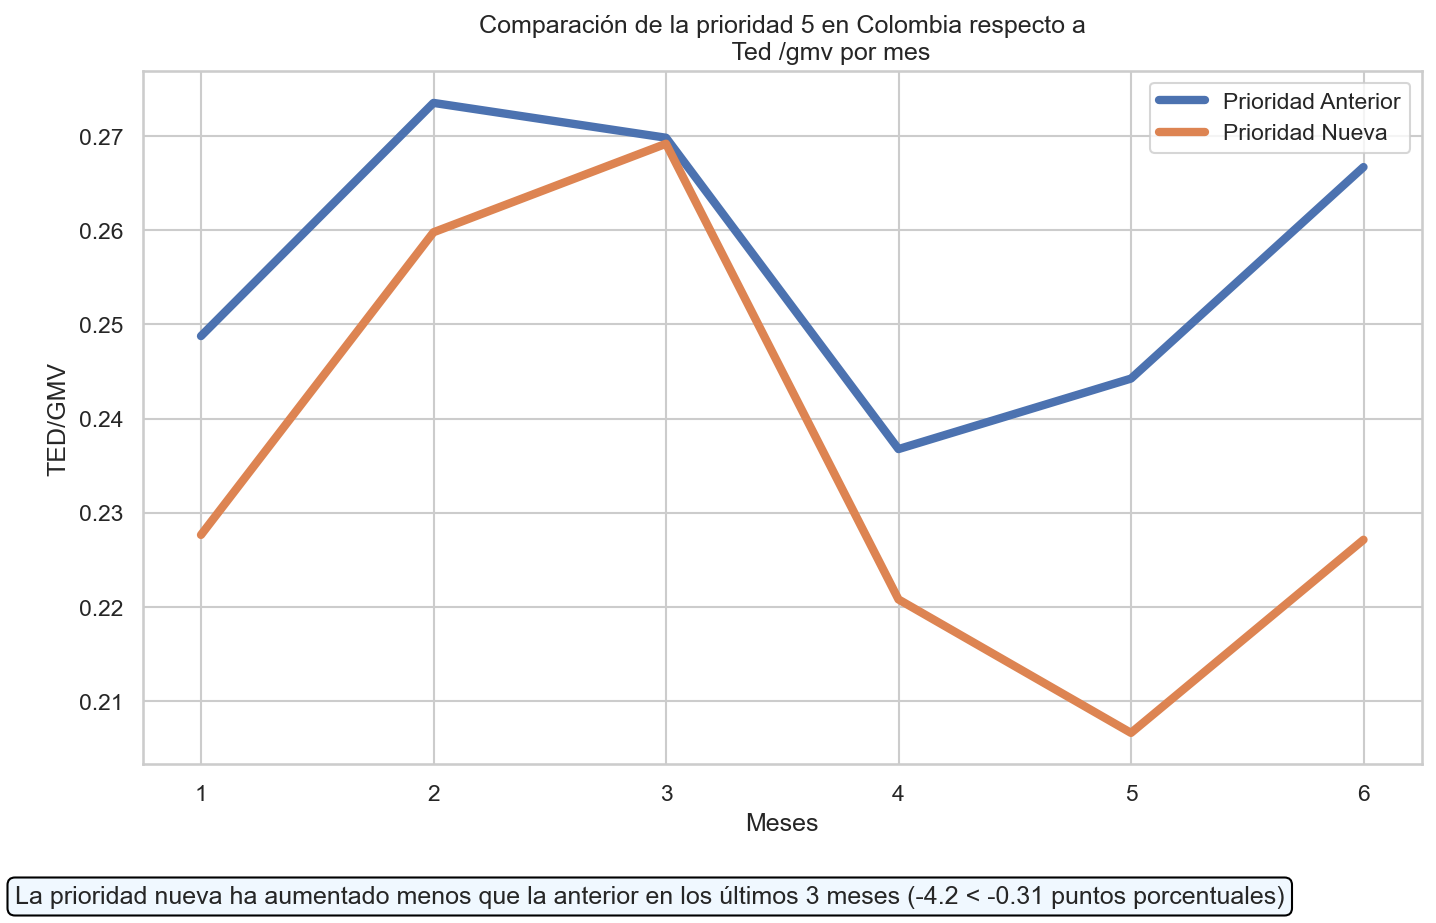 Comparación de la prioridad 5 en Colombia respecto a
Ted /gmv por mes
Prioridad Anterior
Prioridad Nueva
TED/GMV
0.27
0.26
0.25
0.24
0.23
0.22
0.21
1 2 3 4 5 6
Meses
La prioridad nueva ha aumentado menos que la anterior en los últimos 3 meses (-4.2 < -0.31 puntos porcentuales)